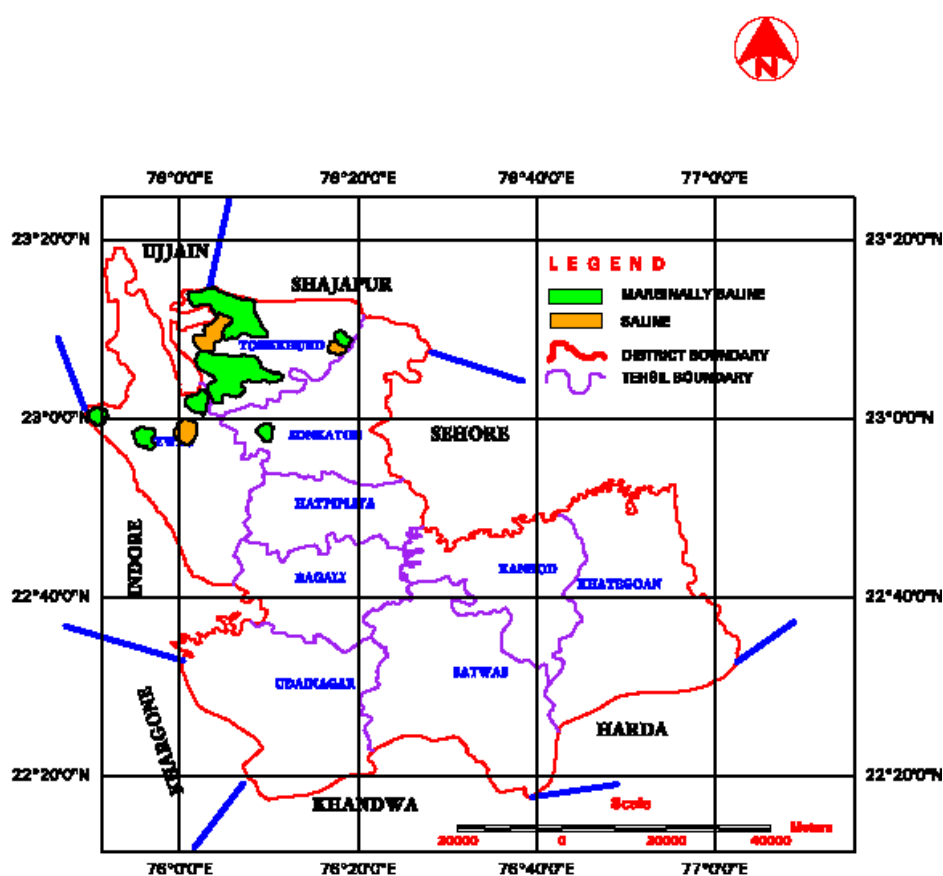 N
76°0'0"E 76°20'0"E 76°40'0"E 77°0'0"E
23°20'0"N 23°20'0"N
UJJAIN
SHAJAPUR
LEGEND
MARGINALLY SALINE
SALINE
DISTRICT BOUNDARY
TEHSIL BOUNDARY
TONKKHURD
23°0'0"N 23°0'0"N
SONKATCH
SEHORE
HATPIPLIYA
INDORE
BAGALI
KANNOD
KHATEGOAN
22°40'0"N 22°40'0"N
UDAINAGAR
SATWAS
KHARGONE
HARDA
22°20'0"N 22°20'0"N
KHANDWA
Scale
20000 0 20000 40000 Meters
76°0'0"E 76°20'0"E 76°40'0"E 77°0'0"E